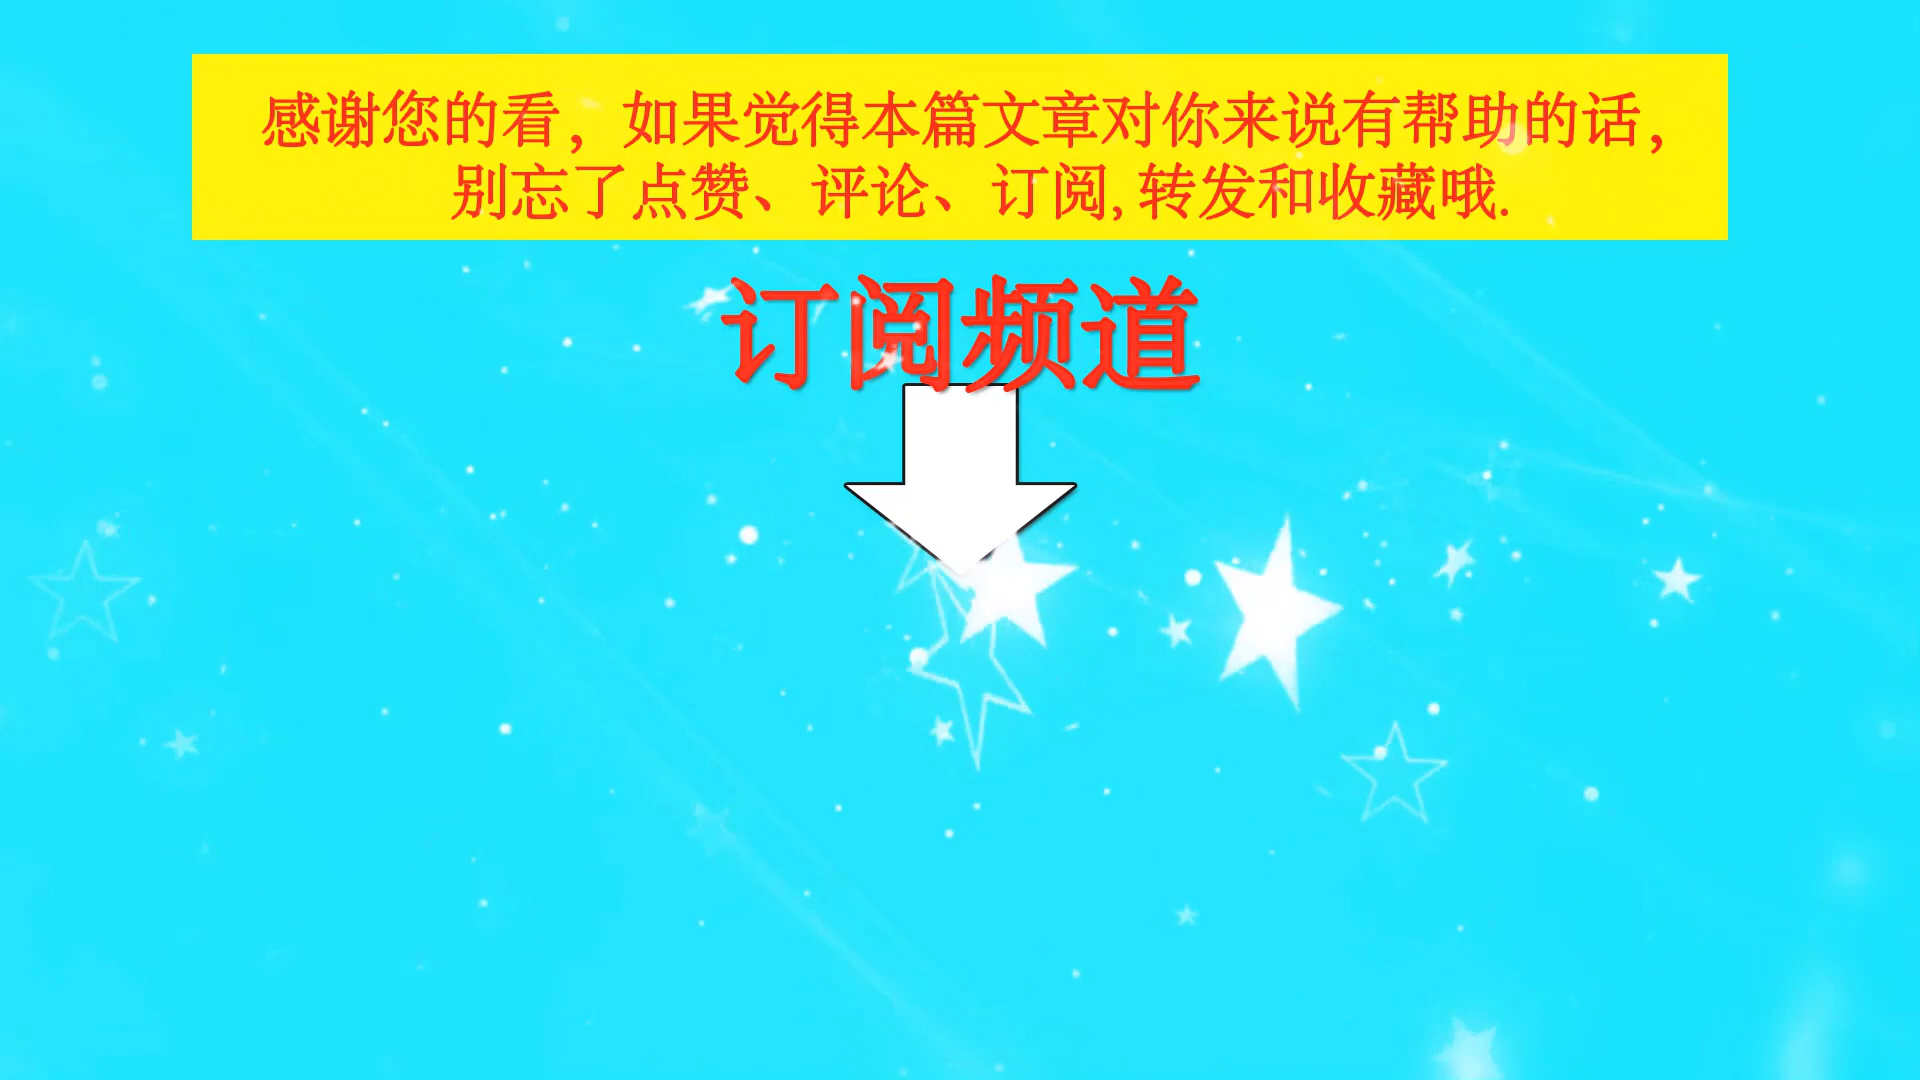 感谢您的看，如果觉得本篇文章对你来说有帮助的话，
别忘了点赞、评论、订阅,转发和收藏哦.
订阅频道